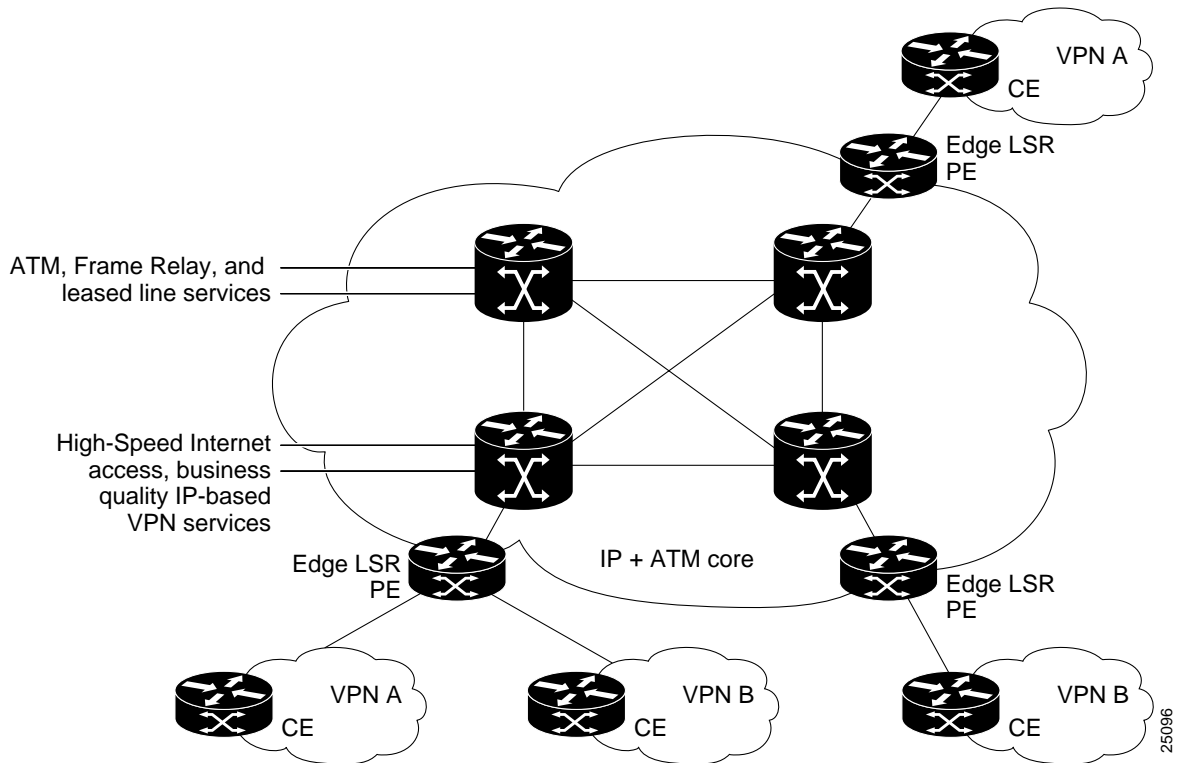 VPN A
CE
Edge LSR
PE
ATM, Frame Relay, and
leased line services
High-Speed Internet
access, business
quality IP-based
VPN services
Edge LSR
PE
IP + ATM core
Edge LSR
PE
VPN A
CE
VPN B
CE
VPN B
CE
25096